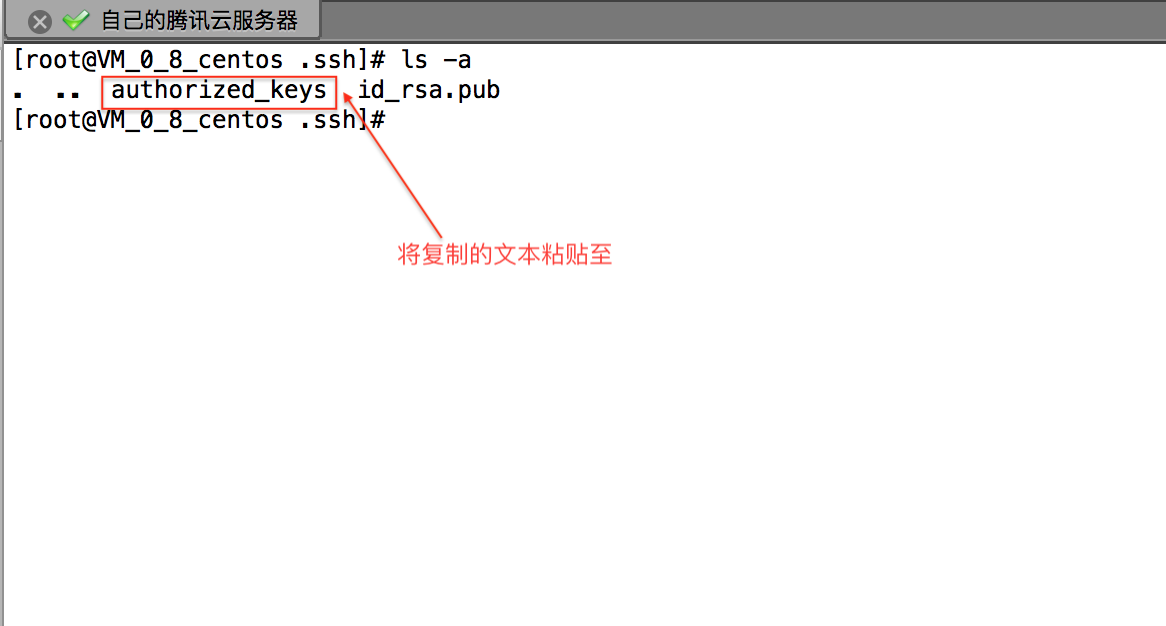 自己的腾讯云服务器
[root@VM_0_8_centos .ssh]# ls -a
. .. authorized_keys id_rsa.pub
[root@VM_0_8_centos .ssh]#
将复制的文本粘贴至